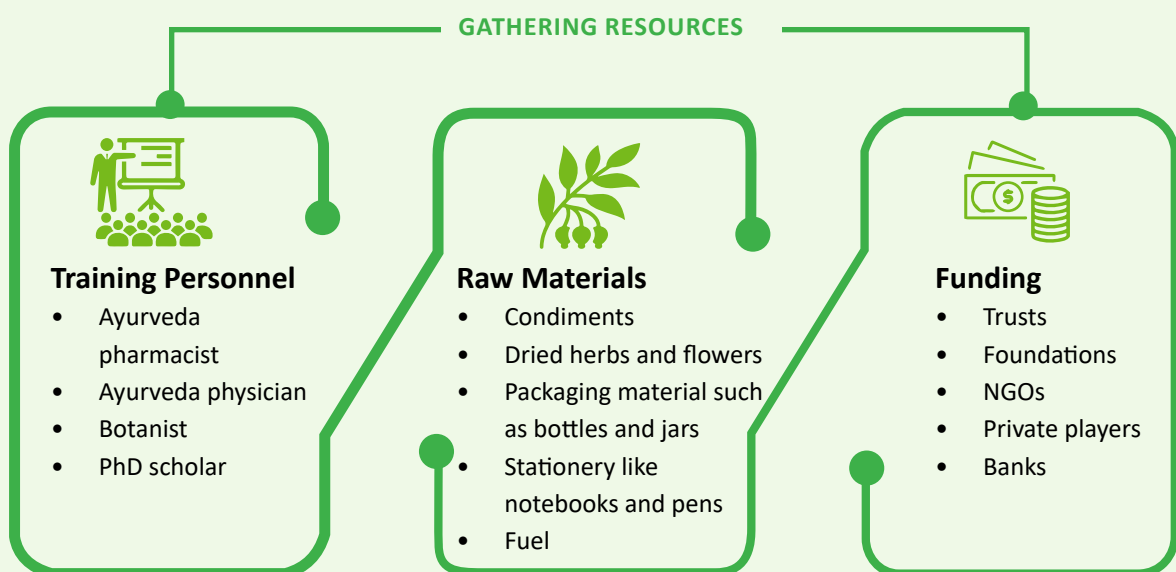 GATHERING RESOURCES
Training Personnel
• Ayurveda
pharmacist
• Ayurveda physician
• Botanist
• PhD scholar
Raw Materials
• Condiments
• Dried herbs and flowers
• Packaging material such
as bottles and jars
• Stationery like
notebooks and pens
• Fuel
$
Funding
• Trusts
• Foundations
• NGOs
• Private players
• Banks